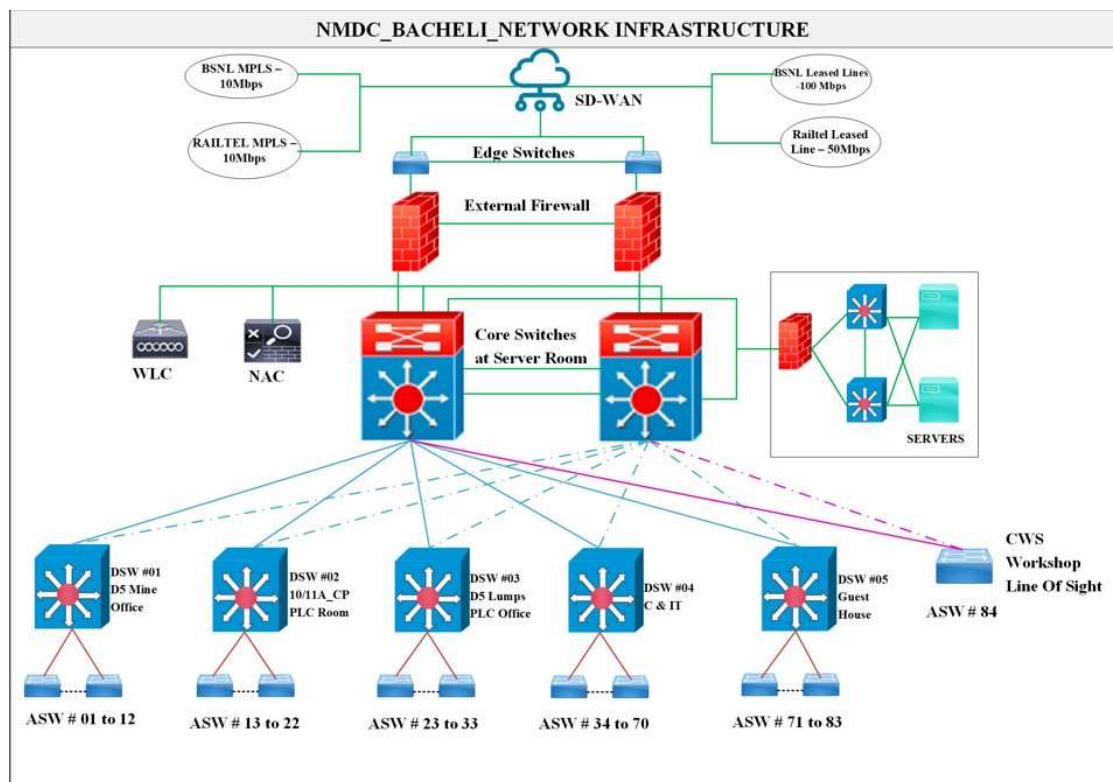 NMDC_BACHELI_NETWORK INFRASTRUCTURE
BSNL MPLS –
10Mbps
BSNL Leased Lines
-100 Mbps
SD-WAN
RAILTEL MPLS –
10Mbps
Edge Switches
Railtel Leased
Line – 50Mbps
External Firewall
WLC
NAC
Core Switches
at Server Room
SERVERS
DSW #01
D5 Mine
Office
DSW #02
10/11A_CP
PLC Room
DSW #03
D5 Lumps
PLC Office
DSW #04
C & IT
DSW #05
Guest
House
CWS
Workshop
Line Of Sight
ASW # 84
ASW # 01 to 12
ASW # 13 to 22
ASW # 23 to 33
ASW # 34 to 70
ASW # 71 to 83